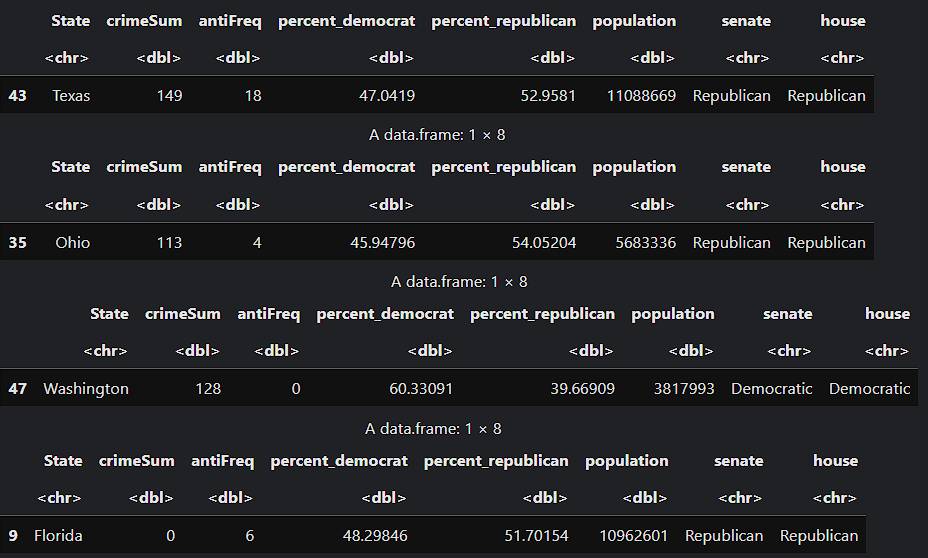 State crimeSum antiFreq percent_democrat percent_republican population senate house
<chr> <dbl> <dbl> <dbl> <dbl> <dbl> <chr> <chr>
43 Texas 149 18 47.0419 52.9581 11088669 Republican Republican
A data.frame: 1 × 8
State crimeSum antiFreq percent_democrat percent_republican population senate house
<chr> <dbl> <dbl> <dbl> <dbl> <dbl> <chr> <chr>
35 Ohio 113 4 45.94796 54.05204 5683336 Republican Republican
A data.frame: 1 × 8
State crimeSum antiFreq percent_democrat percent_republican population senate house
<chr> <dbl> <dbl> <dbl> <dbl> <dbl> <chr> <chr>
47 Washington 128 0 60.33091 39.66909 3817993 Democratic Democratic
A data.frame: 1 × 8
State crimeSum antiFreq percent_democrat percent_republican population senate house
<chr> <dbl> <dbl> <dbl> <dbl> <dbl> <chr> <chr>
9 Florida 0 6 48.29846 51.70154 10962601 Republican Republican